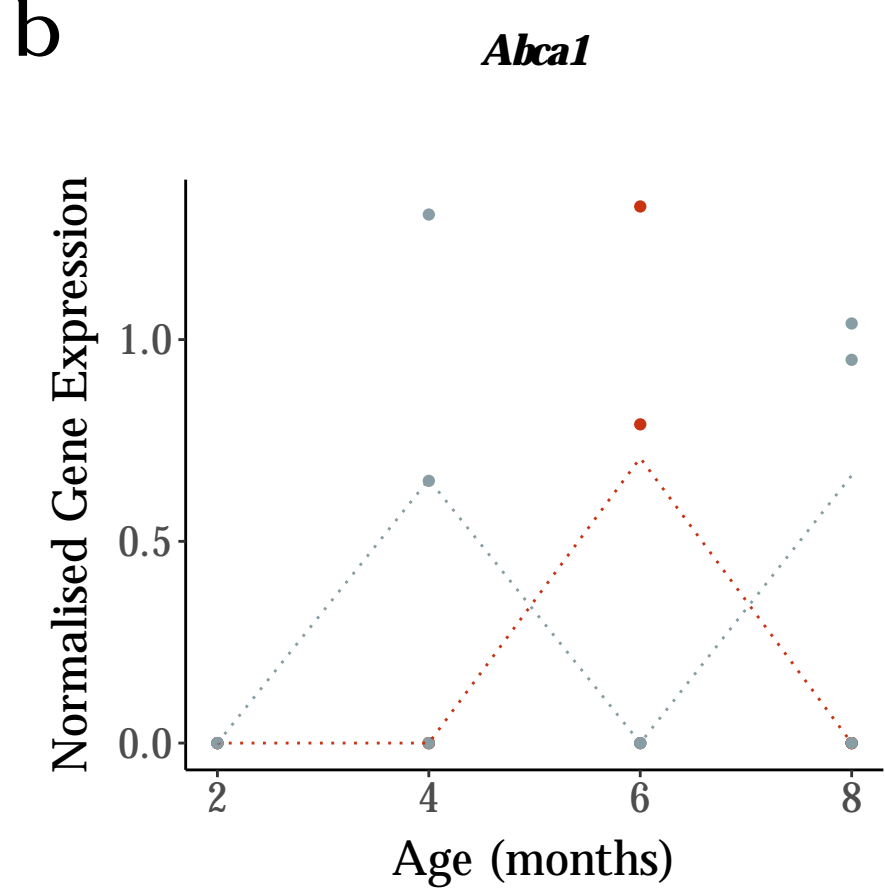 b
Abca1
Normalised Gene Expression
1.0
0.5
0.0
2 4 6 8
Age (months)